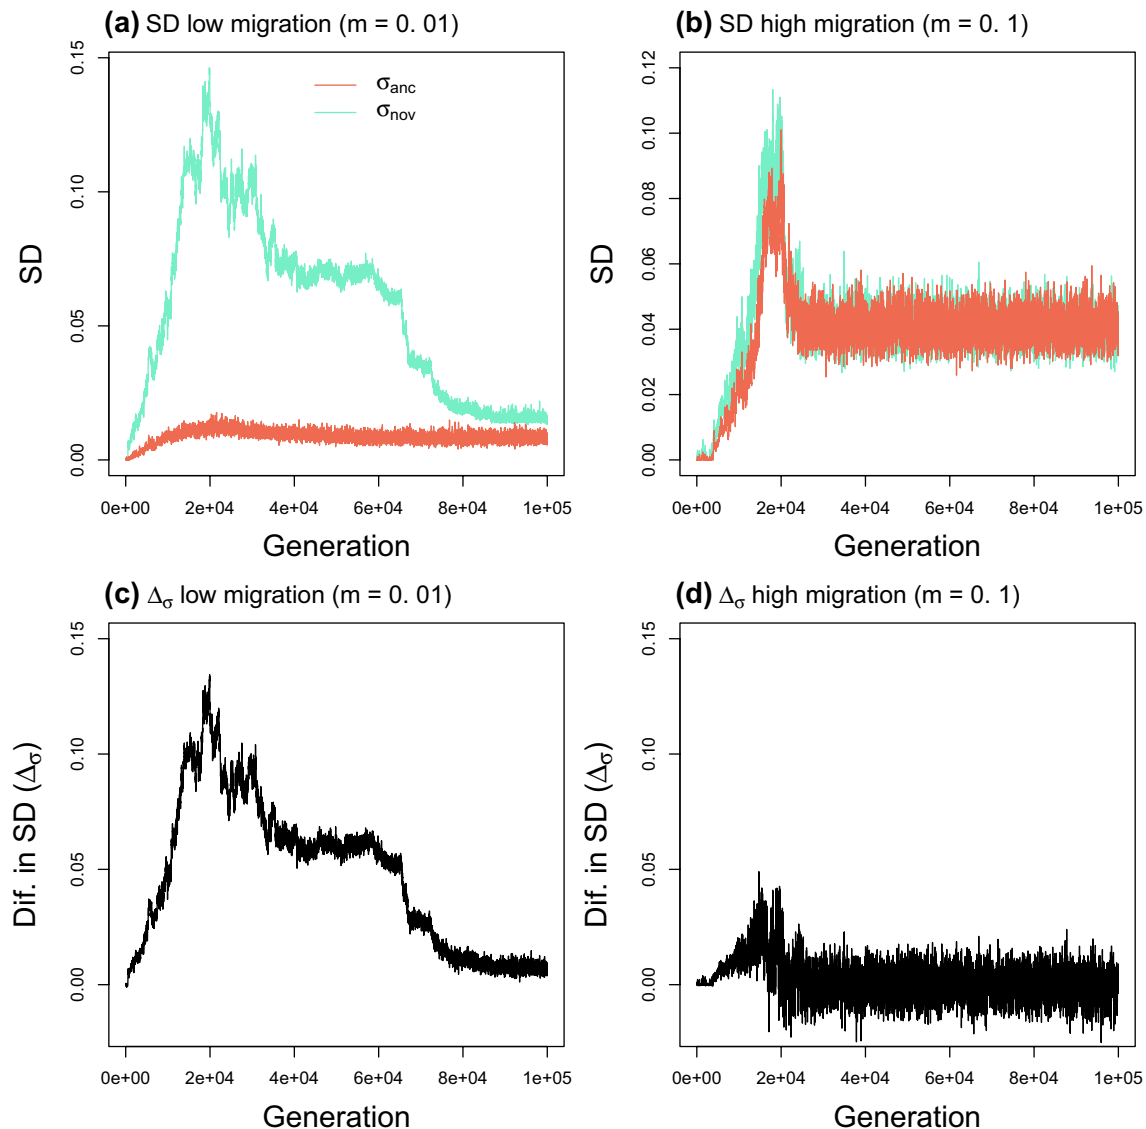 (a) SD low migration (m = 0. 01)
SD
0.15
0.10
0.05
0.00
σanc
σnov
0e+00 2e+04 4e+04 6e+04 8e+04 1e+05
Generation
(b) SD high migration (m = 0. 1)
SD
0.12
0.10
0.08
0.06
0.04
0.02
0.00
0e+00 2e+04 4e+04 6e+04 8e+04 1e+05
Generation
(c) Δσ low migration (m = 0. 01)
Dif. in SD (Δσ)
0.15
0.10
0.05
0.00
0e+00 2e+04 4e+04 6e+04 8e+04 1e+05
Generation
(d) Δσ high migration (m = 0. 1)
Dif. in SD (Δσ)
0.15
0.10
0.05
0.00
0e+00 2e+04 4e+04 6e+04 8e+04 1e+05
Generation